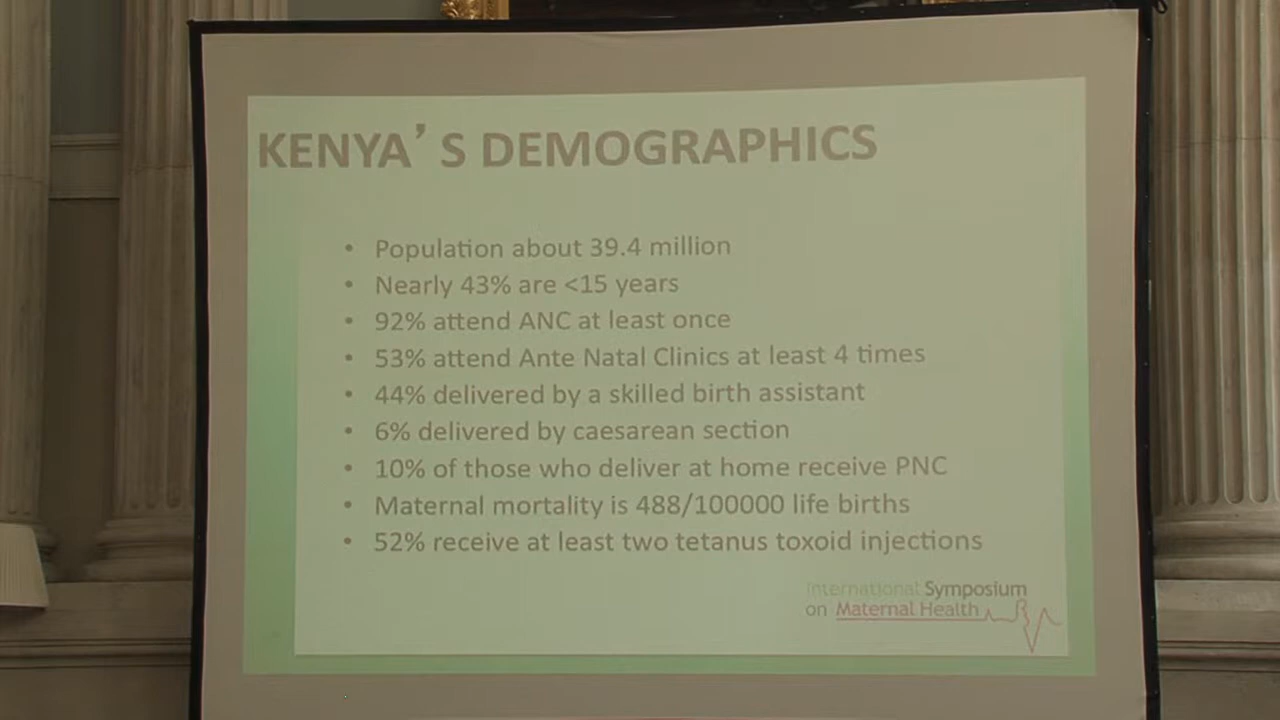 KENYA’ S DEMOGRAPHICS
• Population about 39.4 million
• Nearly 43% are <15 years
• 92% attend ANC at least once
• 53% attend Ante Natal Clinics at least 4 times
• 44% delivered by a skilled birth assistant
• 6% delivered by caesarean section
• 10% of those who deliver at home receive PNC
• Maternal mortality is 488/100000 life births
• 52% receive at least two tetanus toxoid injections
International Symposium
on Maternal Health